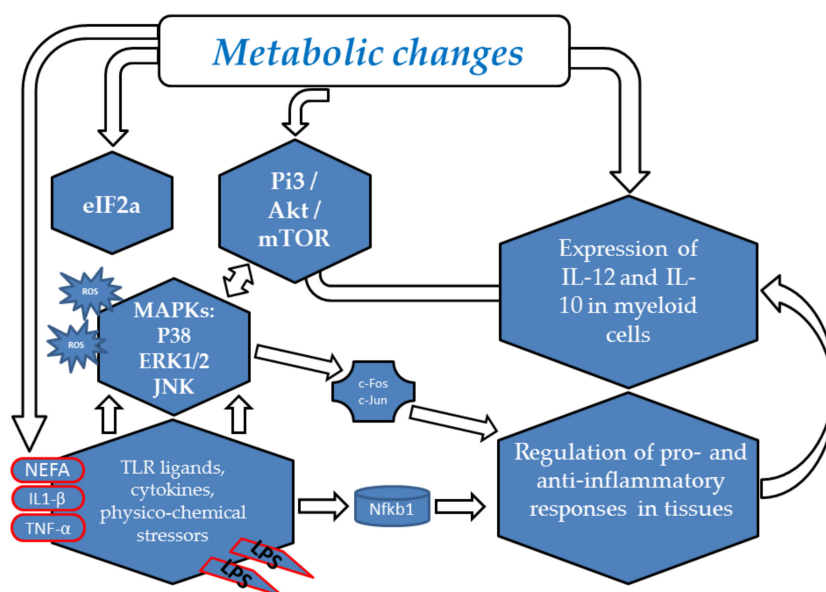 Metabolic changes
eIF2a
Pi3 /
Akt /
mTOR
Expression of
IL-12 and IL-
10 in myeloid
cells
ROS
ROS
MAPKs:
P38
ERK1/2
JNK
c-Fos
c-Jun
NEFA
IL1-β
TNF-α
TLR ligands,
cytokines,
physico-chemical
stressors
LPS
LPS
Nfkb1
Regulation of pro- and
anti-inflammatory
responses in tissues